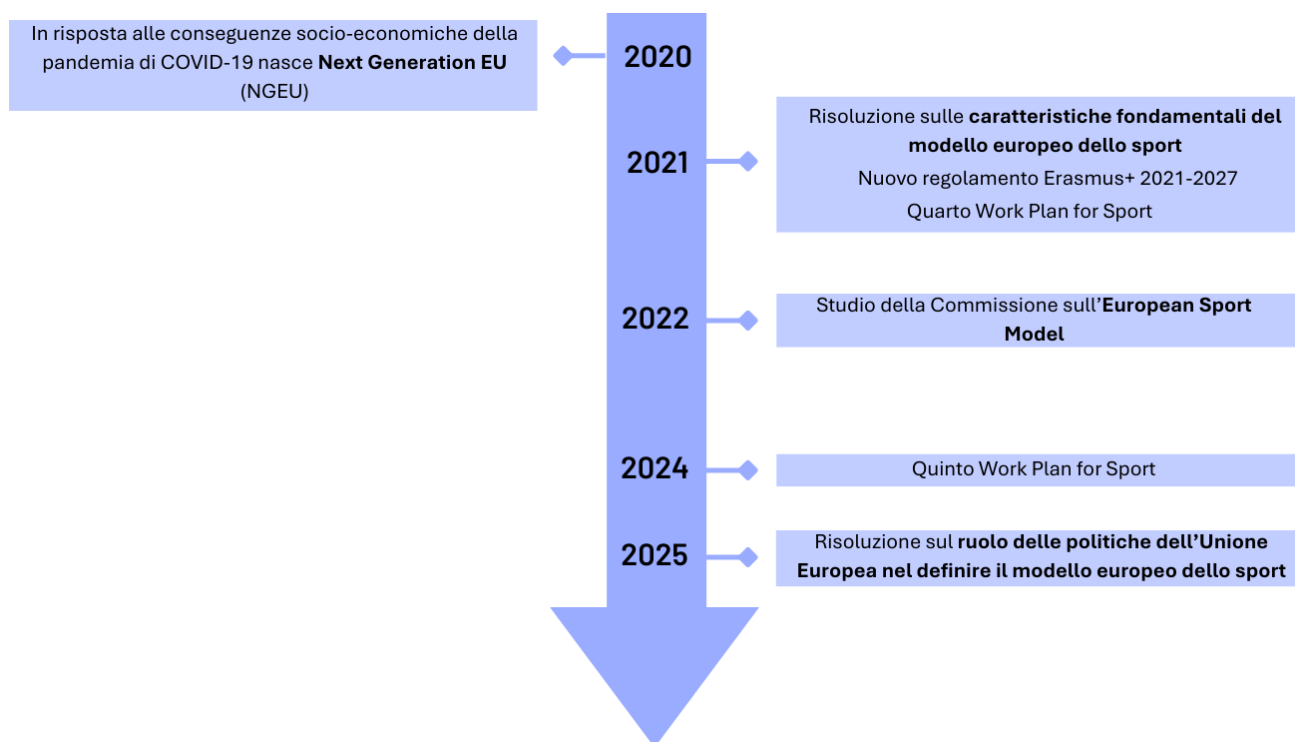 2020
In risposta alle conseguenze socio-economiche della
pandemia di COVID-19 nasce Next Generation EU
(NGEU)
2021
Risoluzione sulle caratteristiche fondamentali del
modello europeo dello sport
Nuovo regolamento Erasmus+ 2021-2027
Quarto Work Plan for Sport
2022
Studio della Commissione sull’European Sport
Model
2024
Quinto Work Plan for Sport
2025
Risoluzione sul ruolo delle politiche dell’Unione
Europea nel definire il modello europeo dello sport